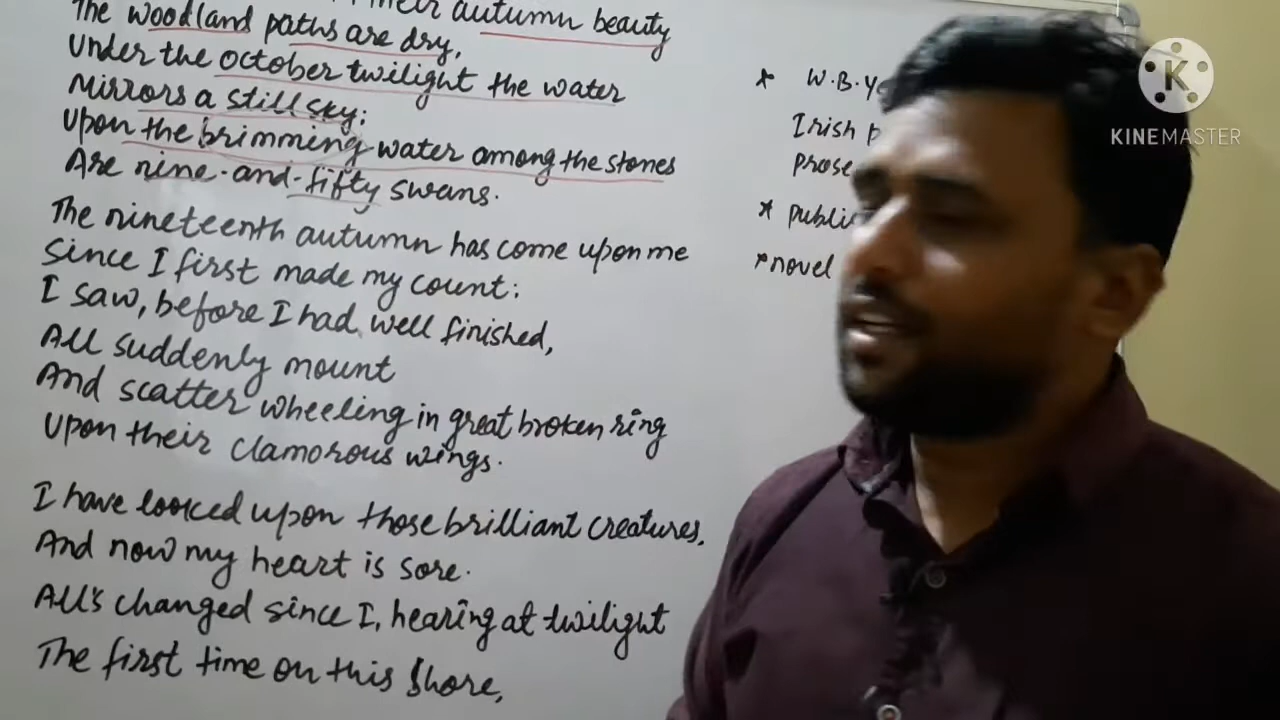 their autumn beauty
The woodland paths are dry,
Under the october twilight the water
Mirrors a still sky;
Upon the brimming water among the stones
Are nine-and-fifty swans.
The nineteenth autumn has come upon me
Since I first made my count;
I saw, before I had well finished,
All suddenly mount
And scatter wheeling in great broken ring
Upon their clamorous wings.
I have looked upon those brilliant creatures,
And now my heart is sore.
All's changed since I, hearing at twilight
The first time on this shore,
* W.B.
Irish
prose
*
* novel
K
KINEMASTER